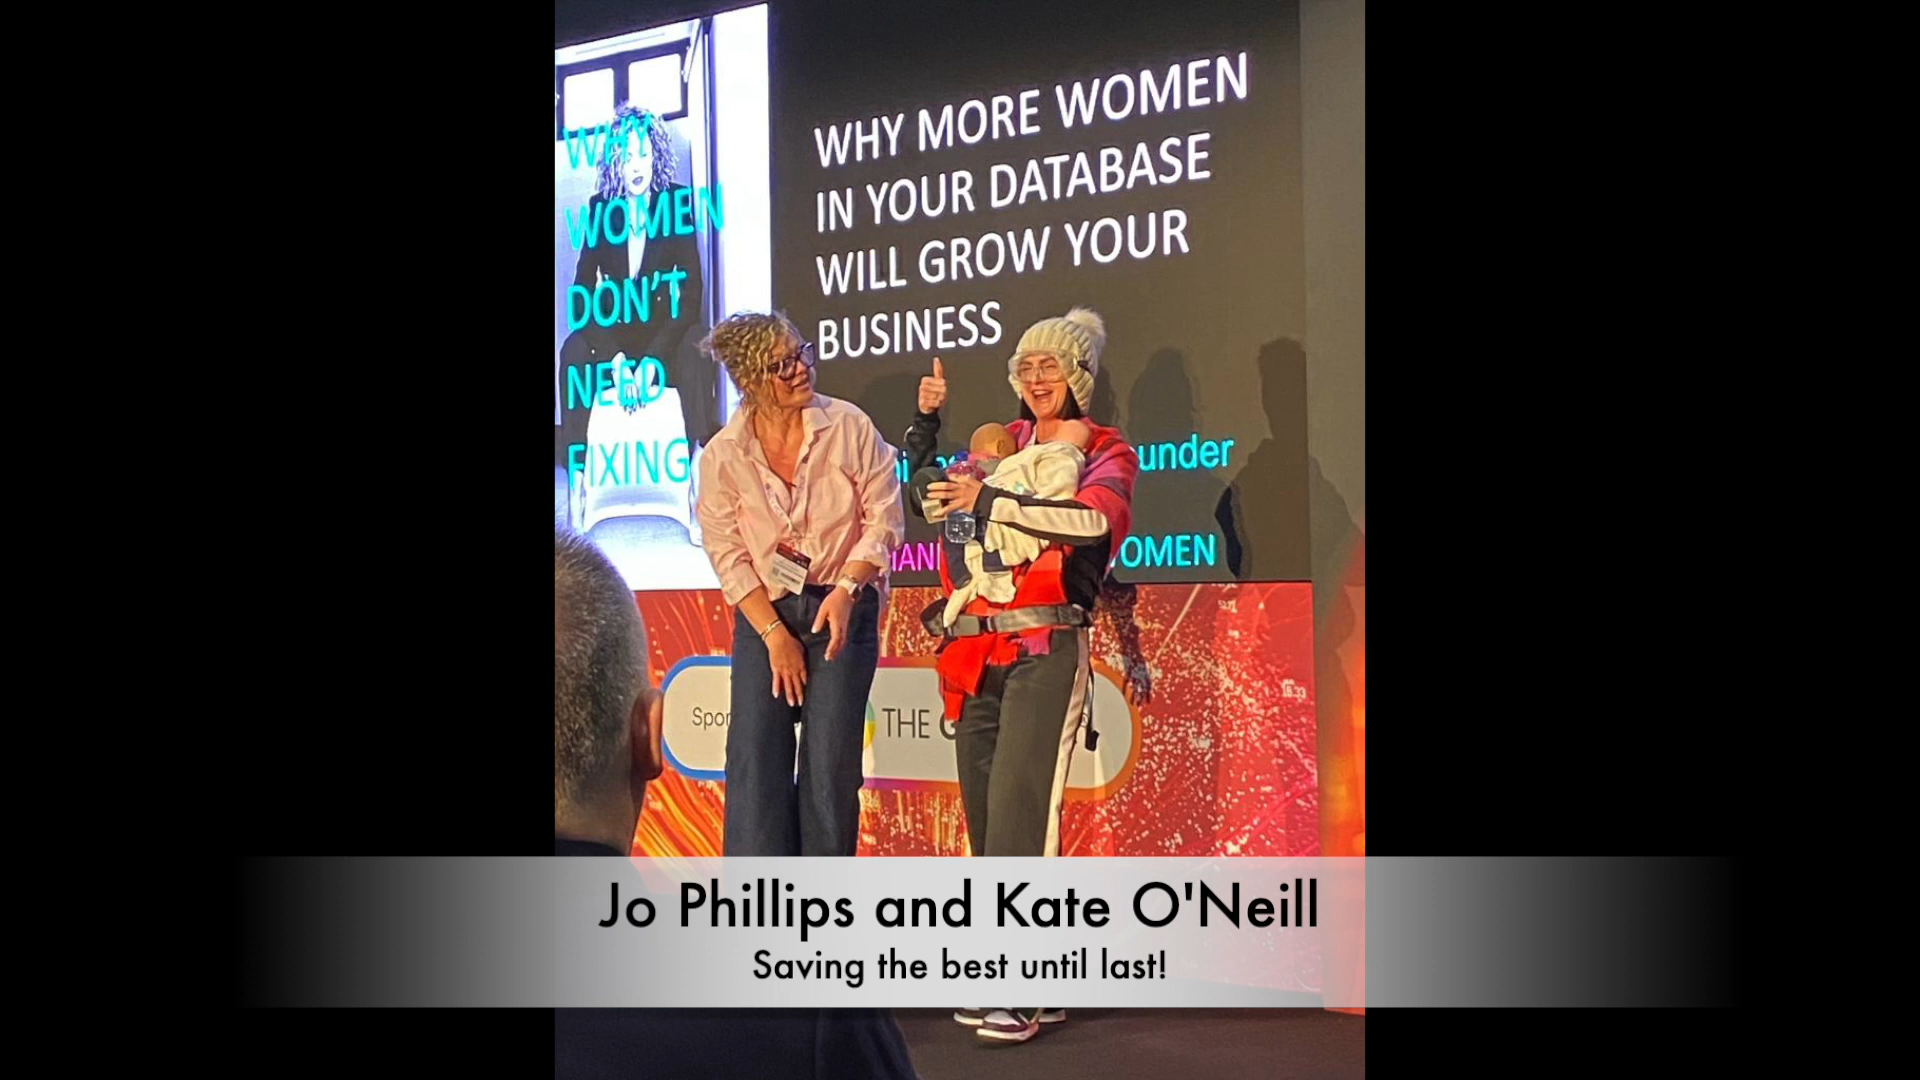 WHY
WOMEN
DON'T
NEED
FIXING
WHY MORE WOMEN
IN YOUR DATABASE
WILL GROW YOUR
BUSINESS
under
OMEN
THE
Jo Phillips and Kate O'Neill
Saving the best until last!